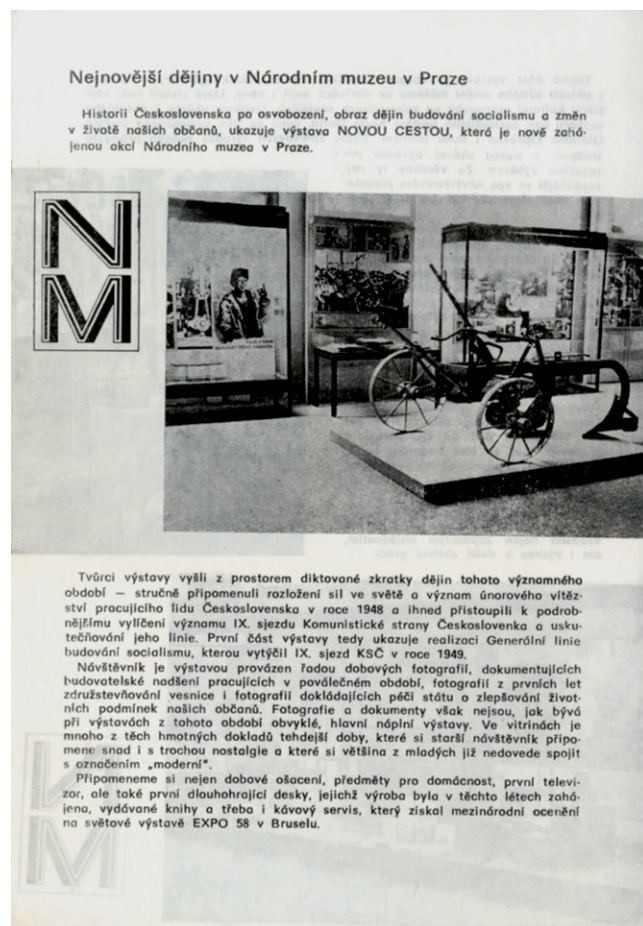 Nejnovější dějiny v Národním muzeu v Praze
Historii Československa po osvobození, obraz dějin budování socialismu a změn
v životě našich občanů, ukazuje výstava NOVOU CESTOU, která je nově zahá-
jenou akcí Národního muzea v Praze.
N
M
Tvůrci výstavy vyšli z prostorem diktované zkratky dějin tohoto významného
období — stručně připomenuli rozložení sil ve světě a význam únorového vítěz-
ství pracujícího lidu Československa v roce 1948 a ihned přistoupili k podrob-
nějšímu vylíčení významu IX. sjezdu Komunistické strany Českovenka a usku-
tečňování jeho linie. První část výstavy tedy ukazuje realizaci Generální linie
budování socialismu, kterou vytýčil IX. sjezd KSČ v roce 1949.
Návštěvník je výstavou provázen řadou dobových fotografií, dokumentujících
budovatelské nadšení pracujících v poválečném období, fotografií z prvních let
združstevňování vesnice i fotografií dokládajících péči státu o zlepšování život-
ních podmínek našich občanů. Fotografie a dokumenty však nejsou, jak bývá
při výstavách z tohoto období obvyklé, hlavní náplní výstavy. Ve vitrinách je
mnoho z těch hmotných dokladů tehdejší doby, které si starší návštěvník připo-
mene snad i s trochou nostalgie a které si většina z mladých již nedovede spojit
s označením „moderní".
Připomeneme si nejen dobové ošacení, předměty pro domácnost, první televi-
zor, ale také první dlouhohrající desky, jejichž výroba byla v těchto létech zahá-
jena, vydávané knihy a třeba i kávový servis, který získal mezinárodní ocenění
na světové výstavě EXPO 58 v Bruselu.